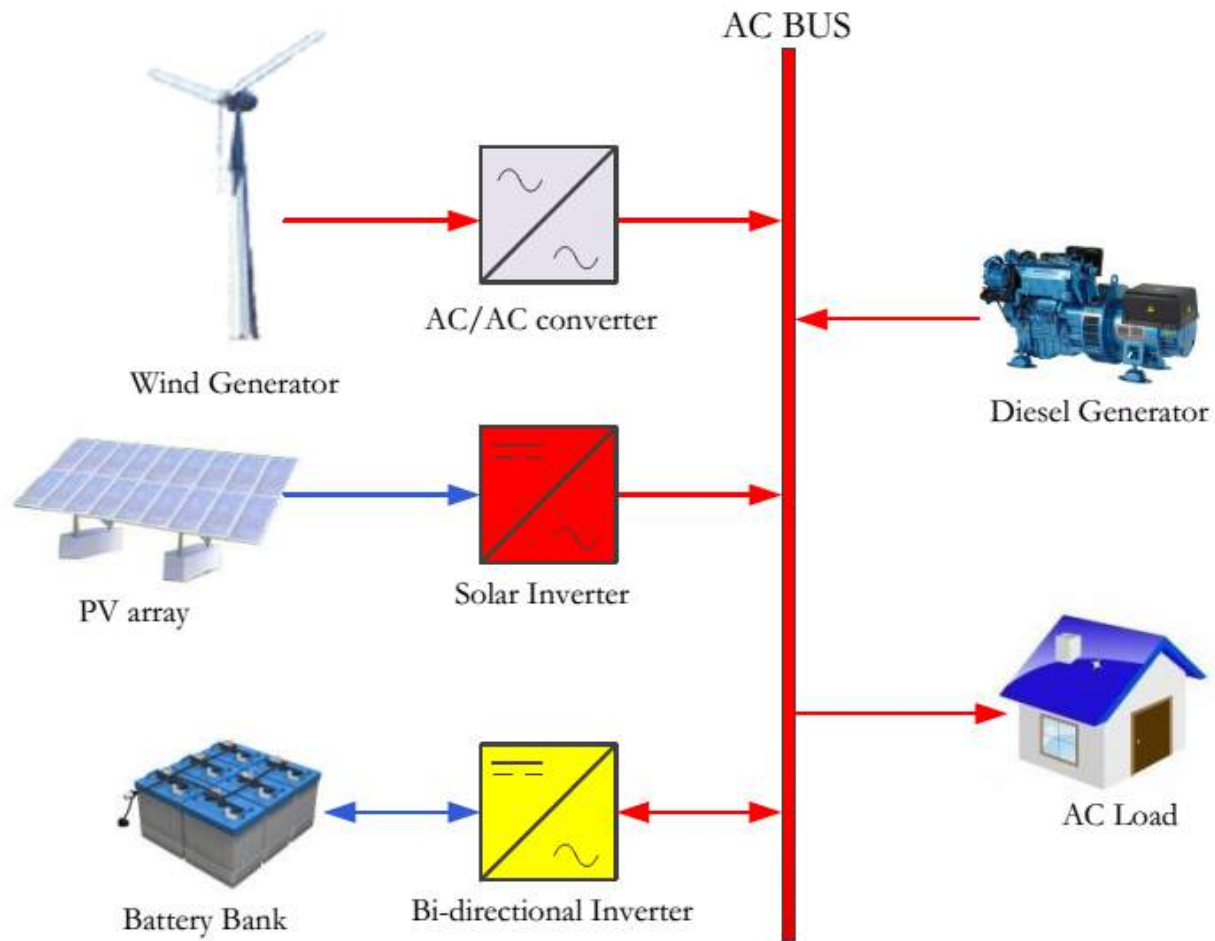 AC BUS
AC/AC converter
Wind Generator
Diesel Generator
Solar Inverter
PV array
AC Load
Battery Bank
Bi-directional Inverter